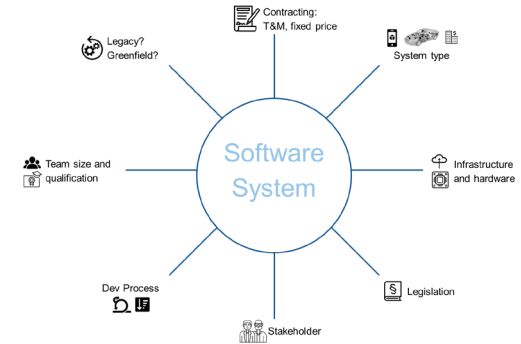 Contracting:
T&M, fixed price
Legacy?
Greenfield?
System type
Software
System
Team size and
qualification
Infrastructure
and hardware
Dev Process
§
Legislation
Stakeholder